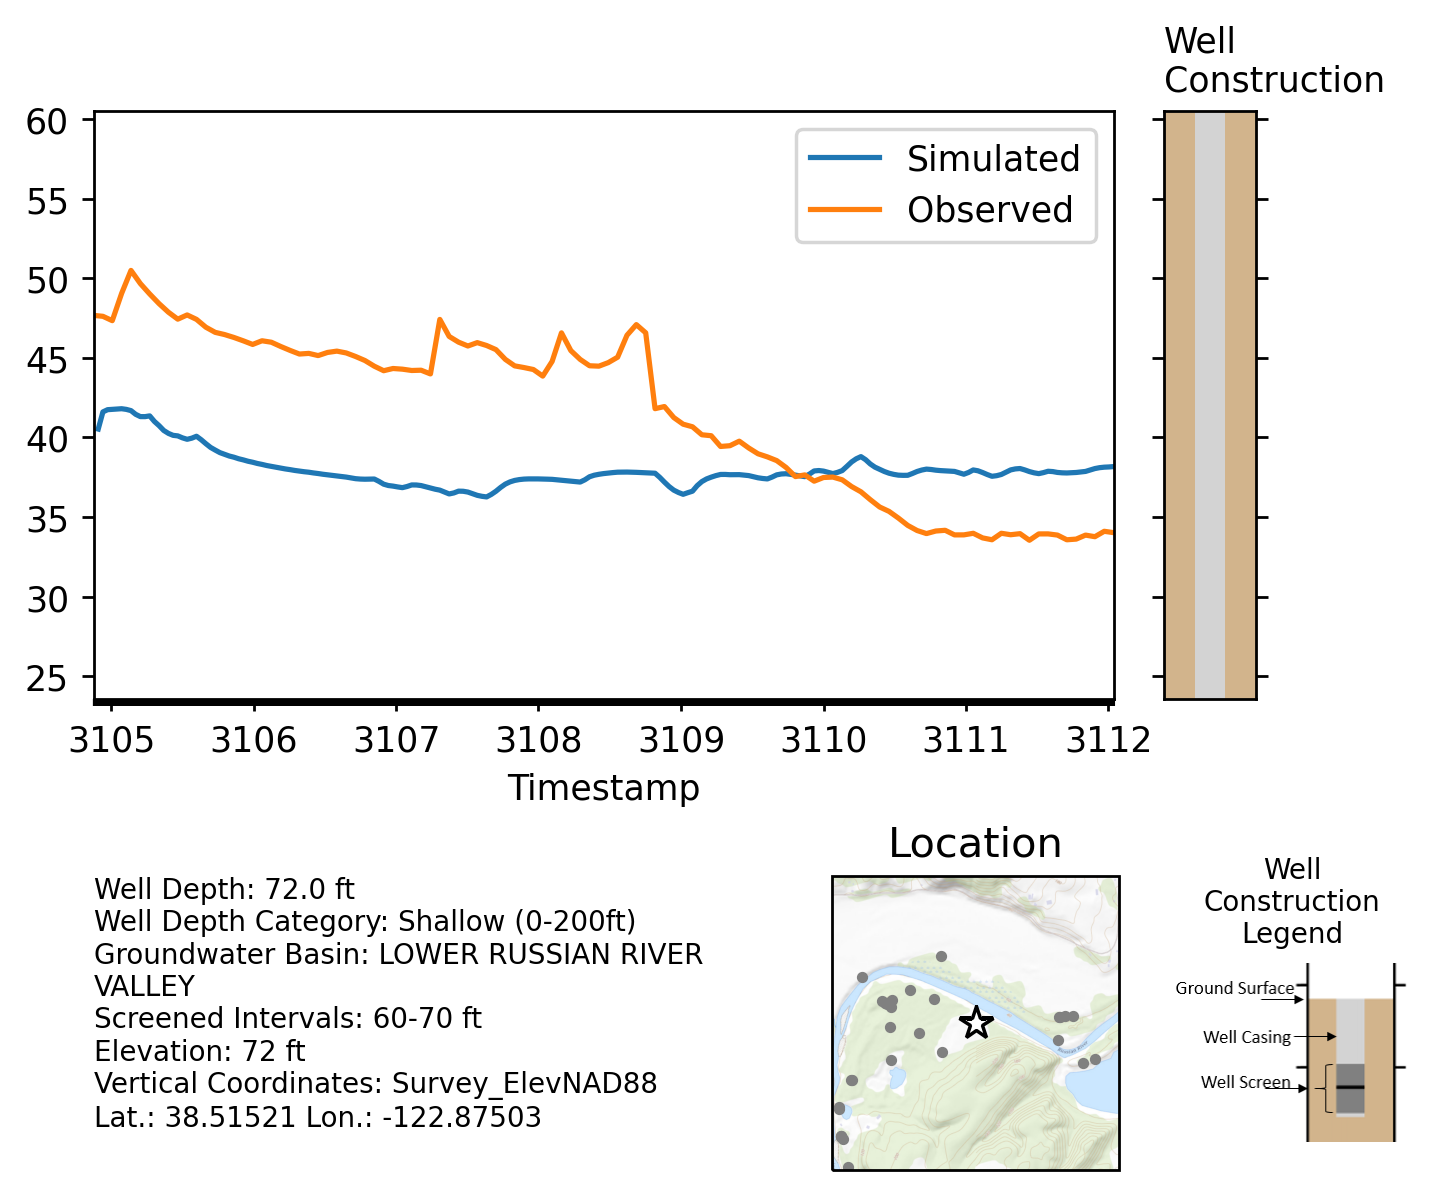 Well
Construction
60
55
50
45
40
35
30
25
Simulated
Observed
3105 3106 3107 3108 3109 3110 3111 3112
Timestamp
Well Depth: 72.0 ft
Well Depth Category: Shallow (0-200ft)
Groundwater Basin: LOWER RUSSIAN RIVER
VALLEY
Screened Intervals: 60-70 ft
Elevation: 72 ft
Vertical Coordinates: Survey_ElevNAD88
Lat.: 38.51521 Lon.: -122.87503
Location
Well
Construction
Legend
Ground Surface
Well Casing
Well Screen